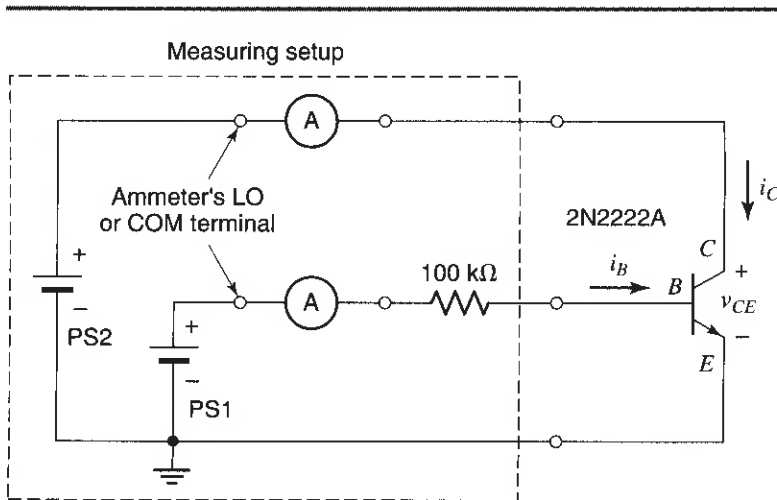 Measuring setup
A
Ammeter's LO
or COM terminal
i_C
2N2222A
C
100 kΩ
i_B
B
+
v_CE
−
E
A
+
−
PS2
+
−
PS1